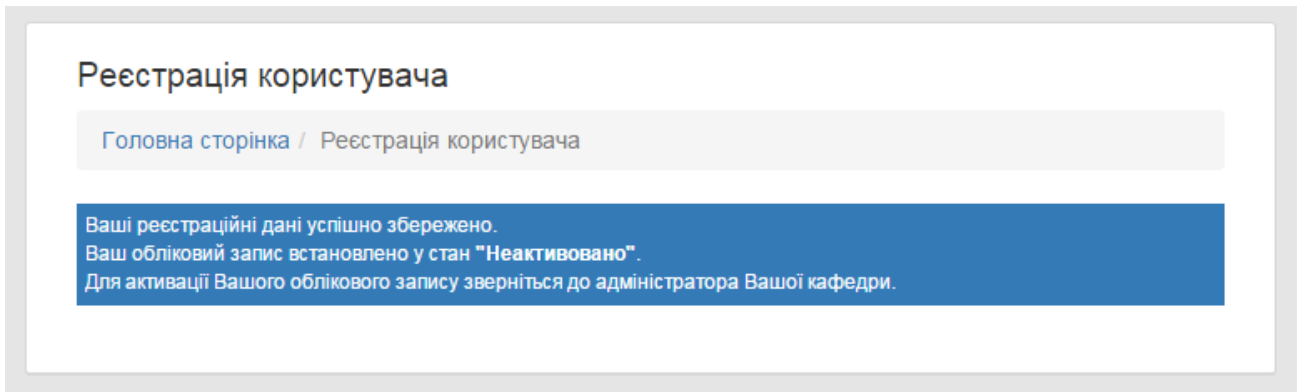 Реєстрація користувача
Головна сторінка / Реєстрація користувача
Ваші реєстраційні дані успішно збережено.
Ваш обліковий запис встановлено у стан "Неактивовано".
Для активації Вашого облікового запису зверніться до адміністратора Вашої кафедри.